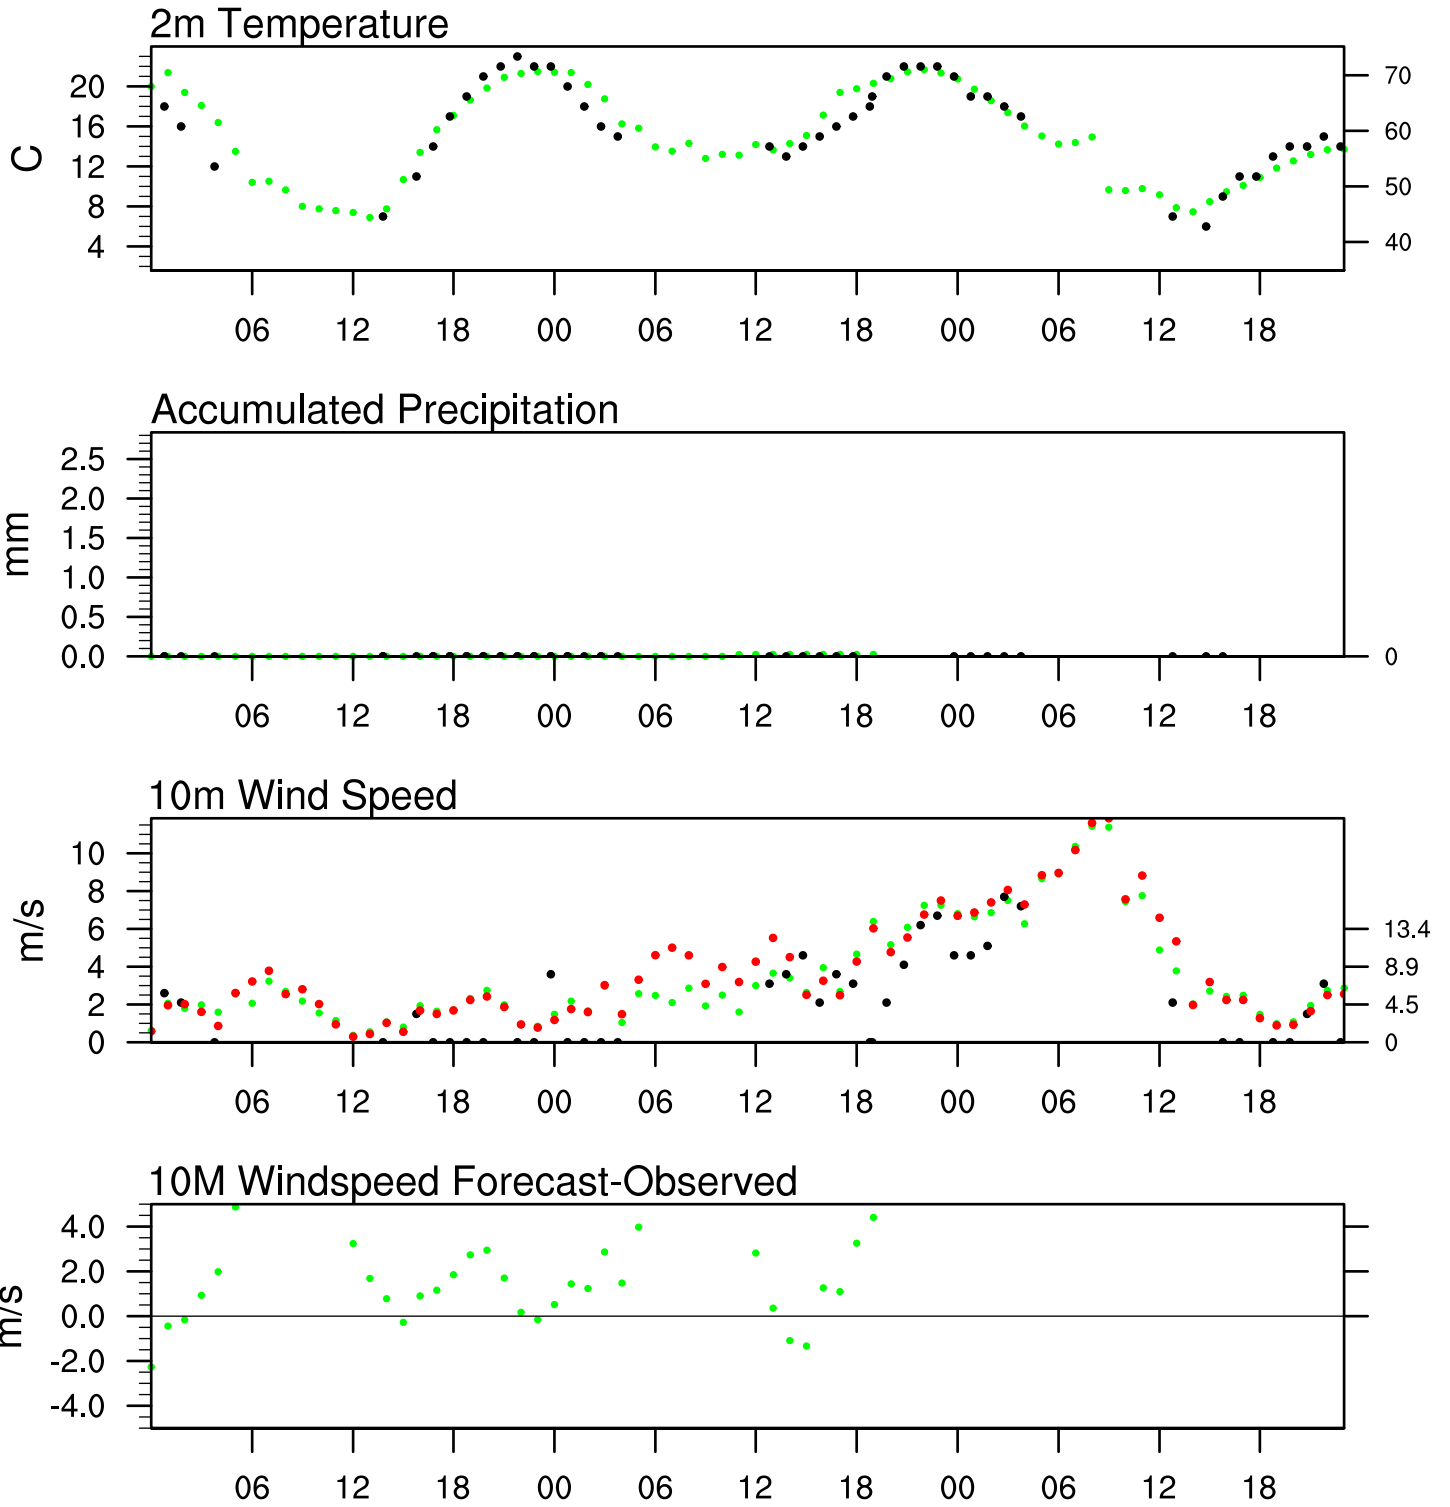 2m Temperature
20
16
12
8
4
C
70
60
50
40
06 12 18 00 06 12 18 00 06 12 18
Accumulated Precipitation
2.5
2.0
1.5
1.0
0.5
0.0
mm
0
06 12 18 00 06 12 18 00 06 12 18
10m Wind Speed
10
8
6
4
2
0
m/s
13.4
8.9
4.5
0
06 12 18 00 06 12 18 00 06 12 18
10M Windspeed Forecast-Observed
4.0
2.0
0.0
-2.0
-4.0
m/s
06 12 18 00 06 12 18 00 06 12 18